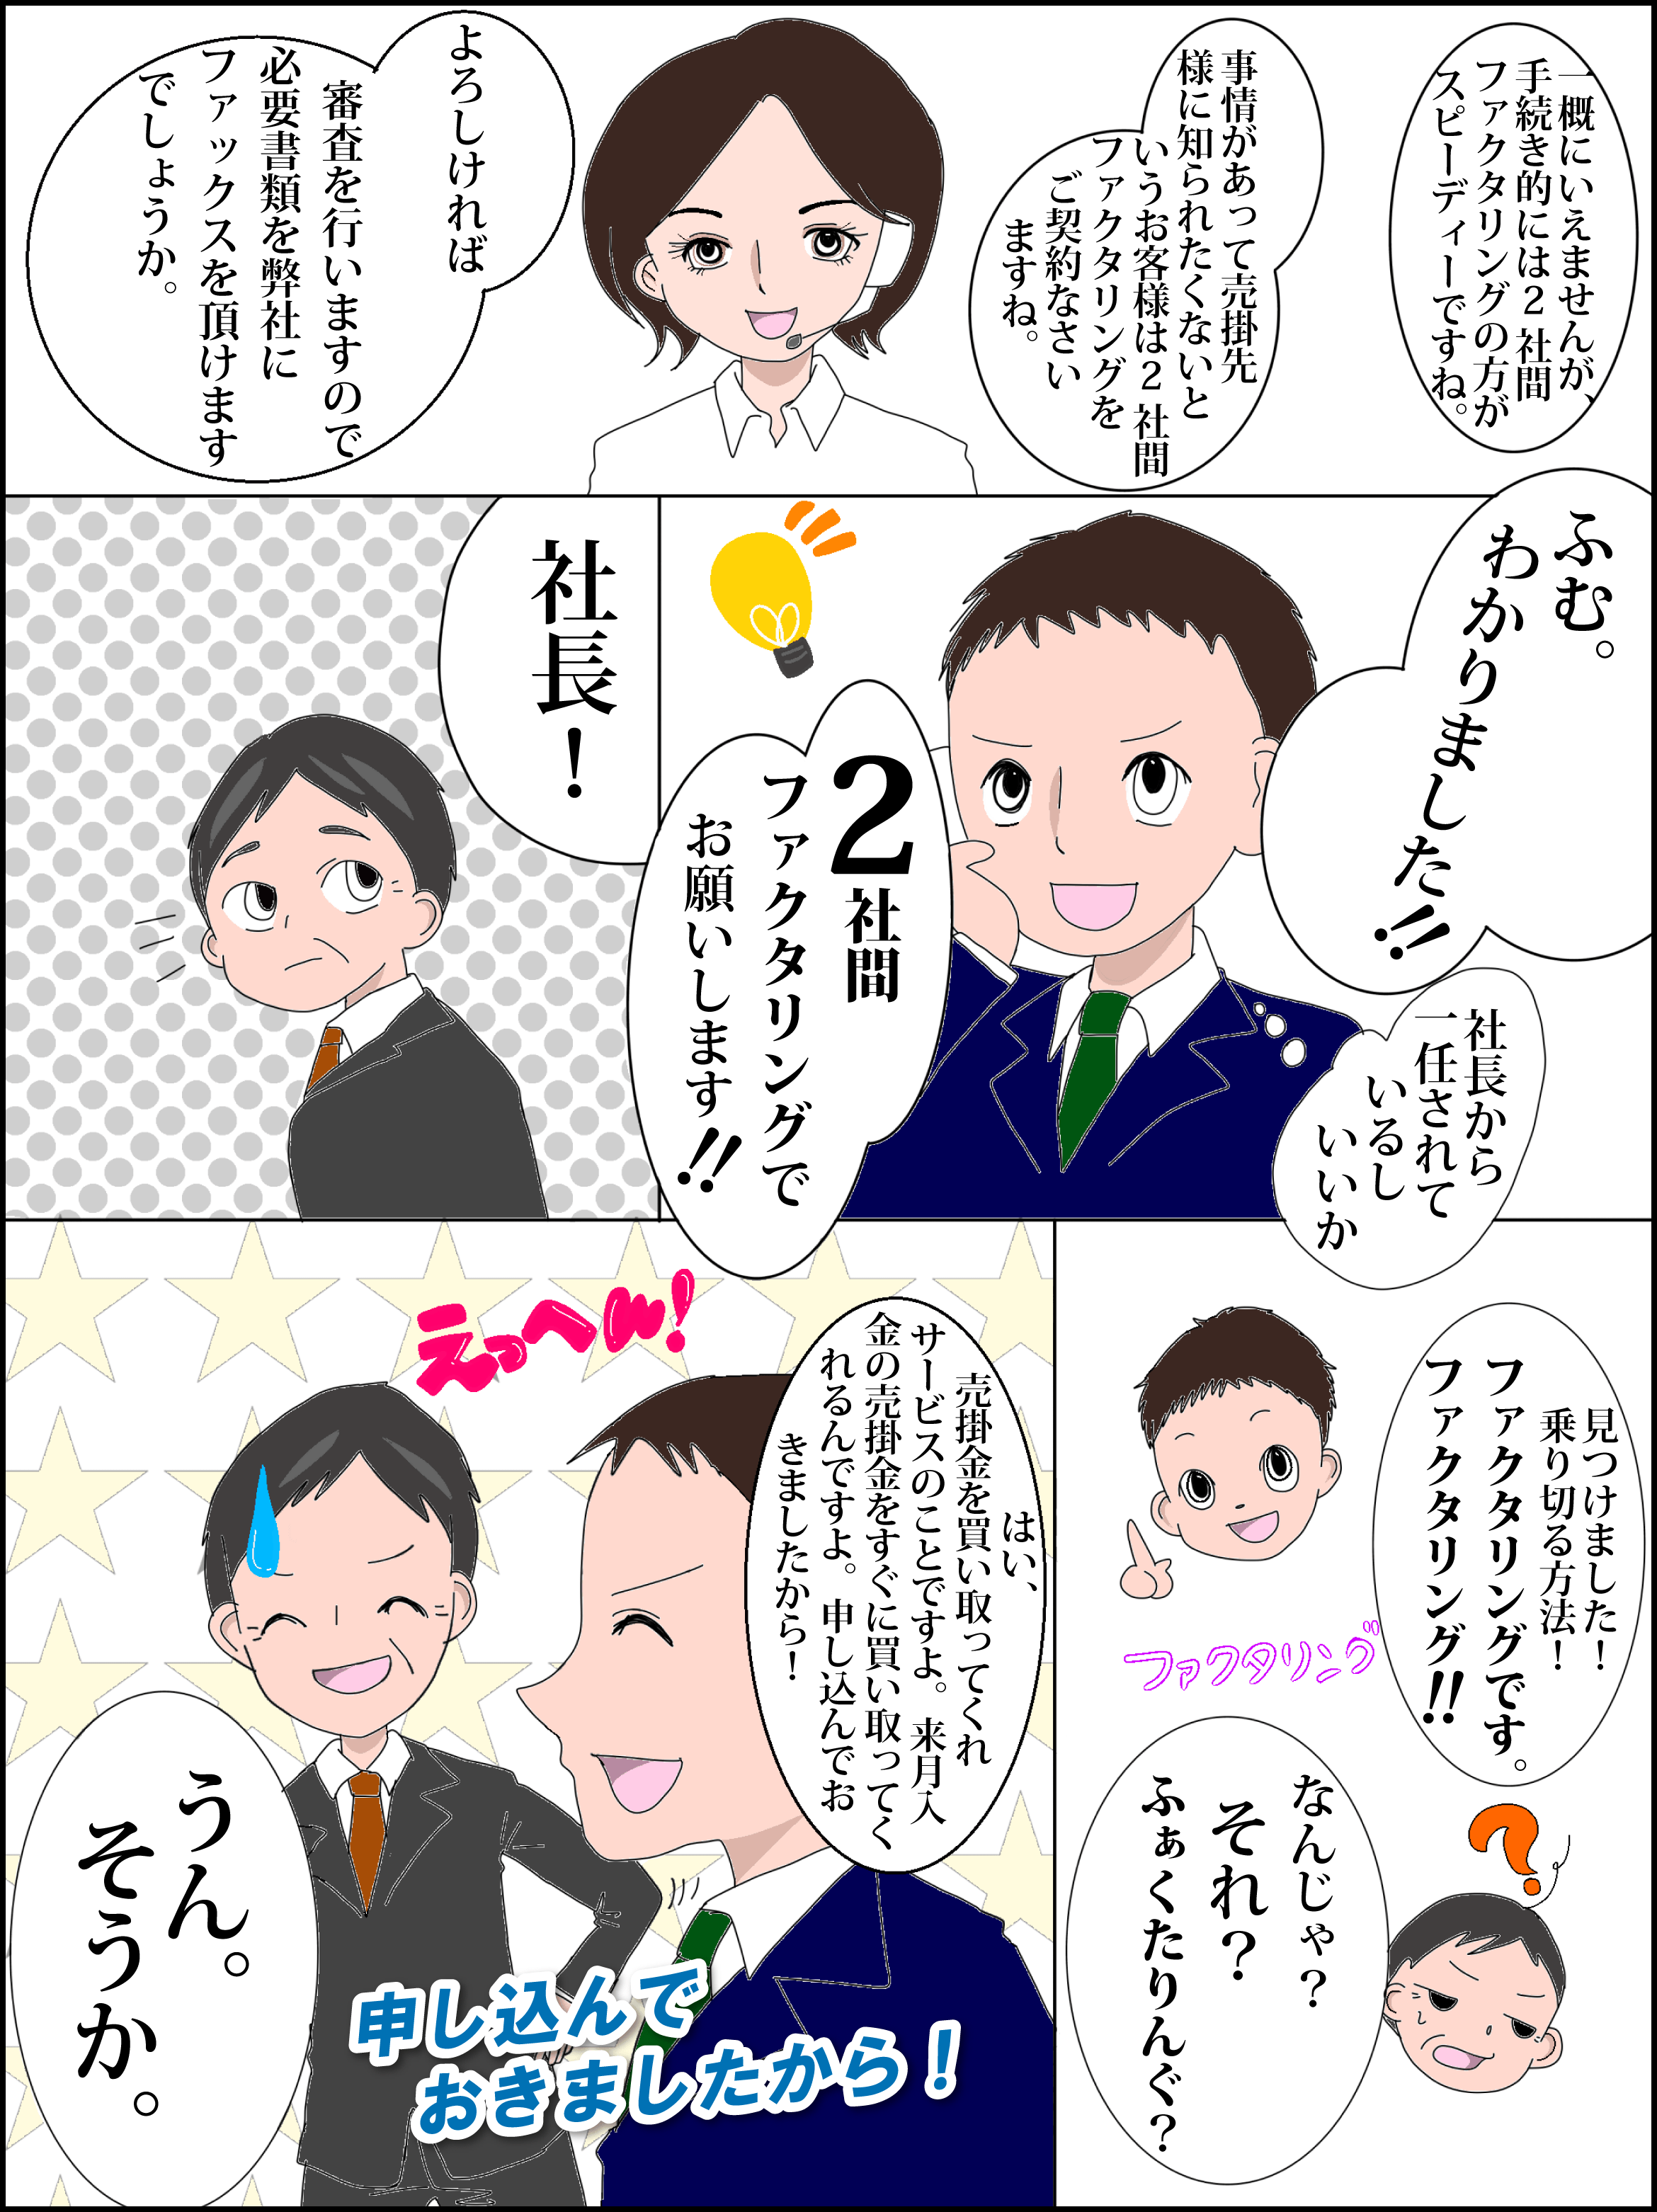 一概にいえませんが、
手続き的には２社間
ファクタリングの方が
スピーディーですね。
事情があって売掛先
様に知られたくないと
いうお客様は２社間
ファクタリングを
ご契約なさい
ますね。
よろしければ
審査を行いますので
必要書類を弊社に
ファックスを頂けます
でしょうか。
ふむ。
わかりました!!
社長から
一任されて
いるし
いいか
２社間
ファクタリングで
お願いします!!
社長！
見つけました！
乗り切る方法！
ファクタリングです。
ファクタリング!!
ファクタリング
なんじゃ？
それ？
ふぁくたりんぐ？
はい、
売掛金を買い取ってくれ
サービスのことですよ。来月入
金の売掛金をすぐに買い取ってく
れるんですよ。申し込んでお
きましたから！
えっへん!
申し込んで
おきましたから！
うん。
そうか。